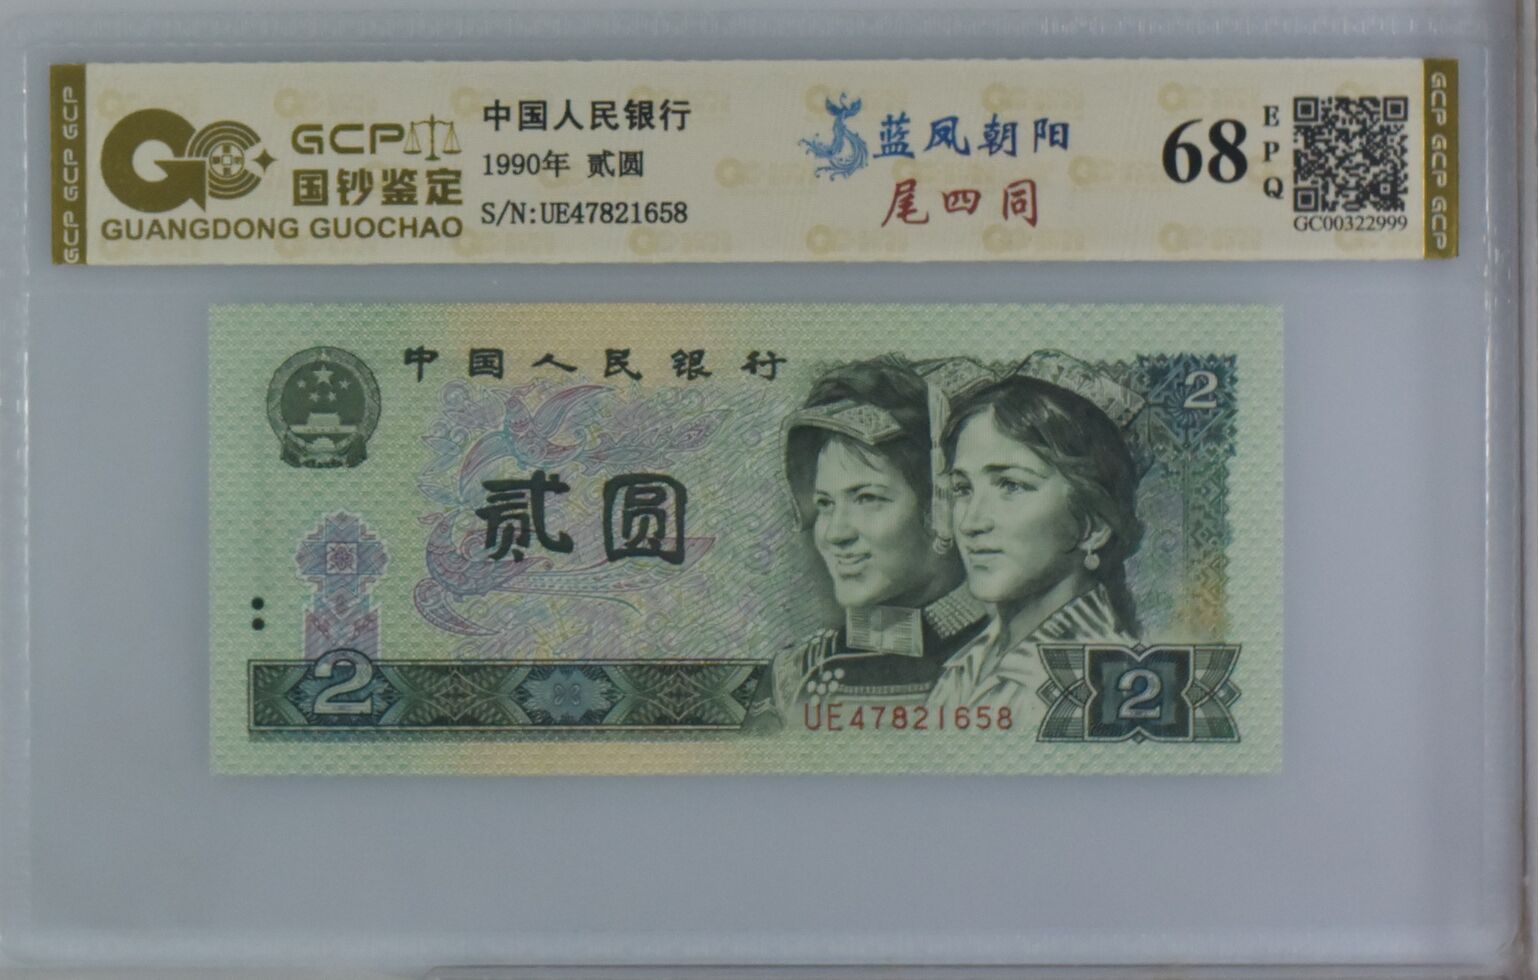 GCP GCP GCP
GCP
国钞鉴定
GUANGDONG GUOCHAO
中国人民银行
1990年 贰圆
S/N:UE47821658
蓝凤朝阳
尾四同
68
EPQ
GC00322999
GCP GCP GCP
中国人民银行
2
贰圆
2
UE47821658
2